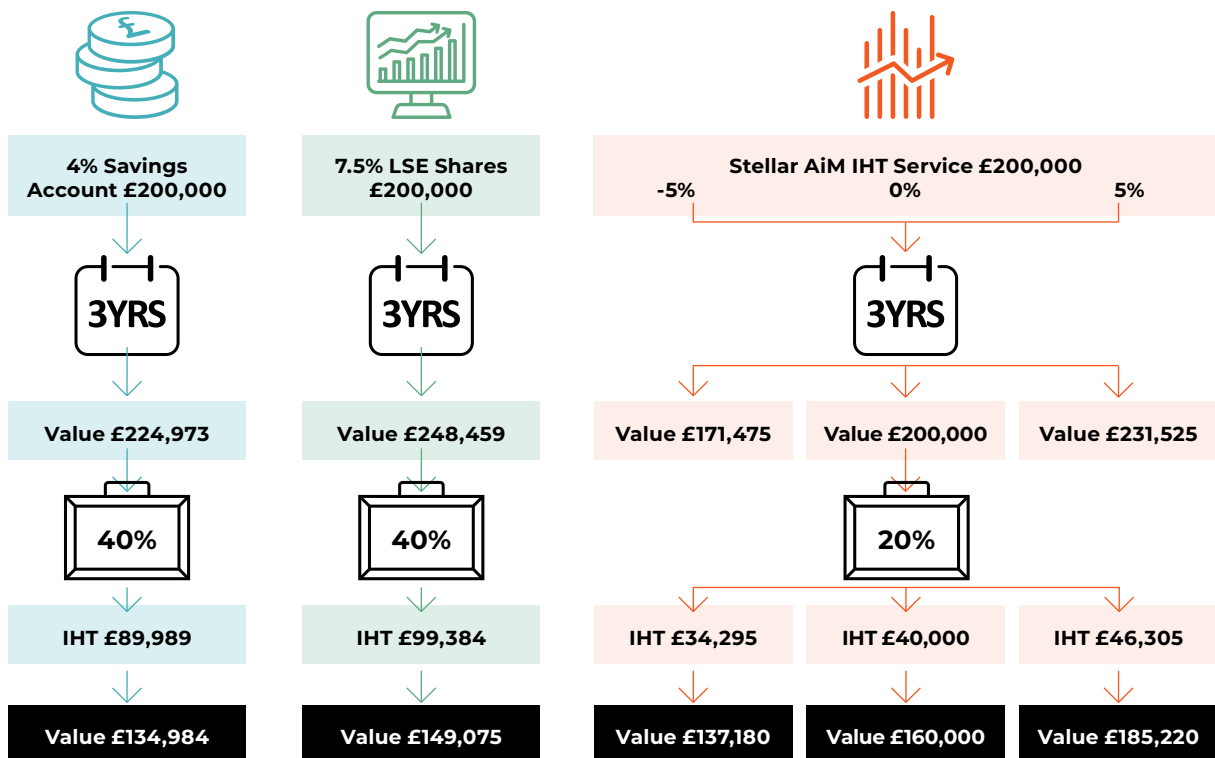 £
4% Savings
Account £200,000
7.5% LSE Shares
£200,000
Stellar AiM IHT Service £200,000
-5% 0% 5%
3YRS 3YRS 3YRS
Value £224,973 Value £248,459 Value £171,475 Value £200,000 Value £231,525
40% 40% 20%
IHT £89,989 IHT £99,384 IHT £34,295 IHT £40,000 IHT £46,305
Value £134,984 Value £149,075 Value £137,180 Value £160,000 Value £185,220